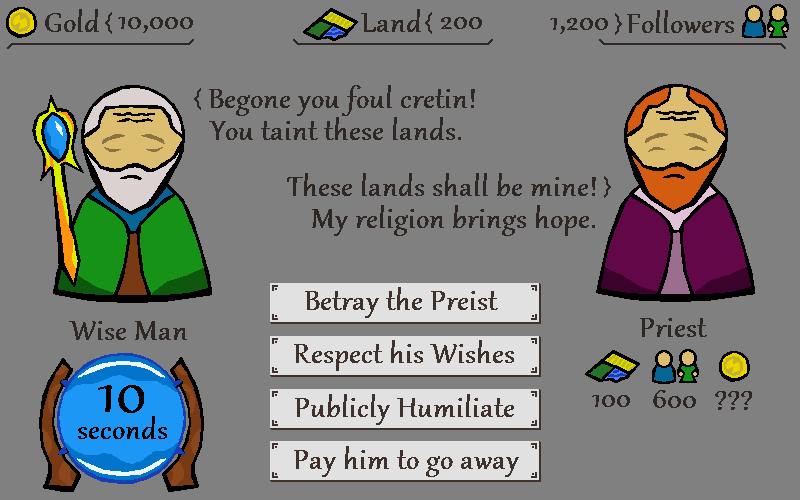 Gold { 10,000
Land { 200
1,200 } Followers
{ Begone you foul cretin!
You taint these lands.
These lands shall be mine! }
My religion brings hope.
Betray the Preist
Respect his Wishes
Publicly Humiliate
Pay him to go away
Wise Man
10
seconds
Priest
100 600 ???